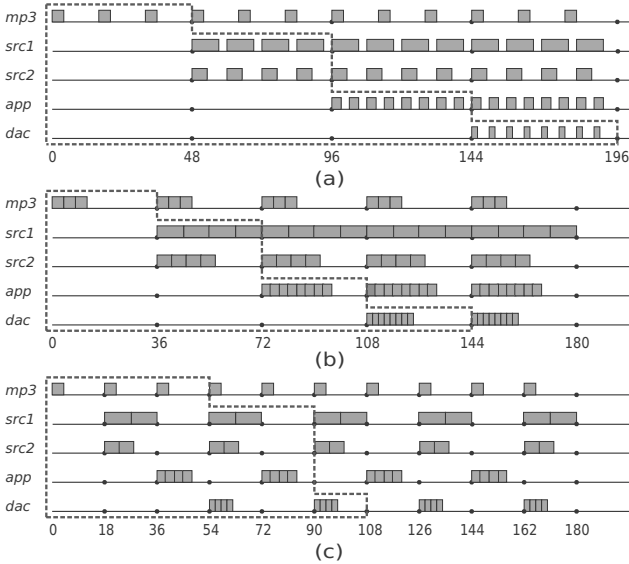 mp3
src1
src2
app
dac
0 48 96 144 196
(a)
mp3
src1
src2
app
dac
0 36 72 108 144 180
(b)
mp3
src1
src2
app
dac
0 18 36 54 72 90 108 126 144 162 180
(c)